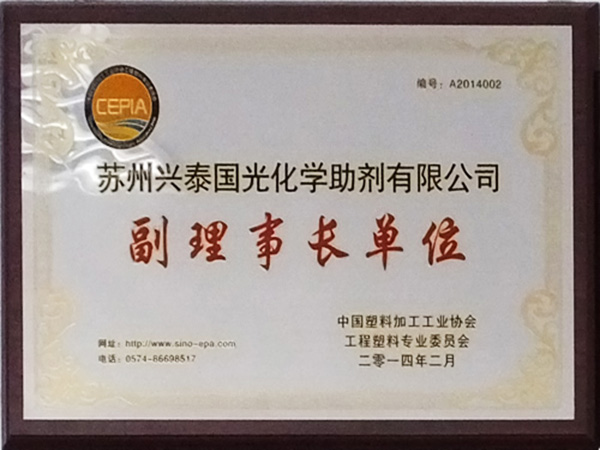 编号：A2014002
CEPIA
苏州兴泰国光化学助剂有限公司
副理事长单位
中国塑料加工工业协会
工程塑料专业委员会
二零一四年二月
网址：http://www.sino-epa.com
电话：0574-86698517